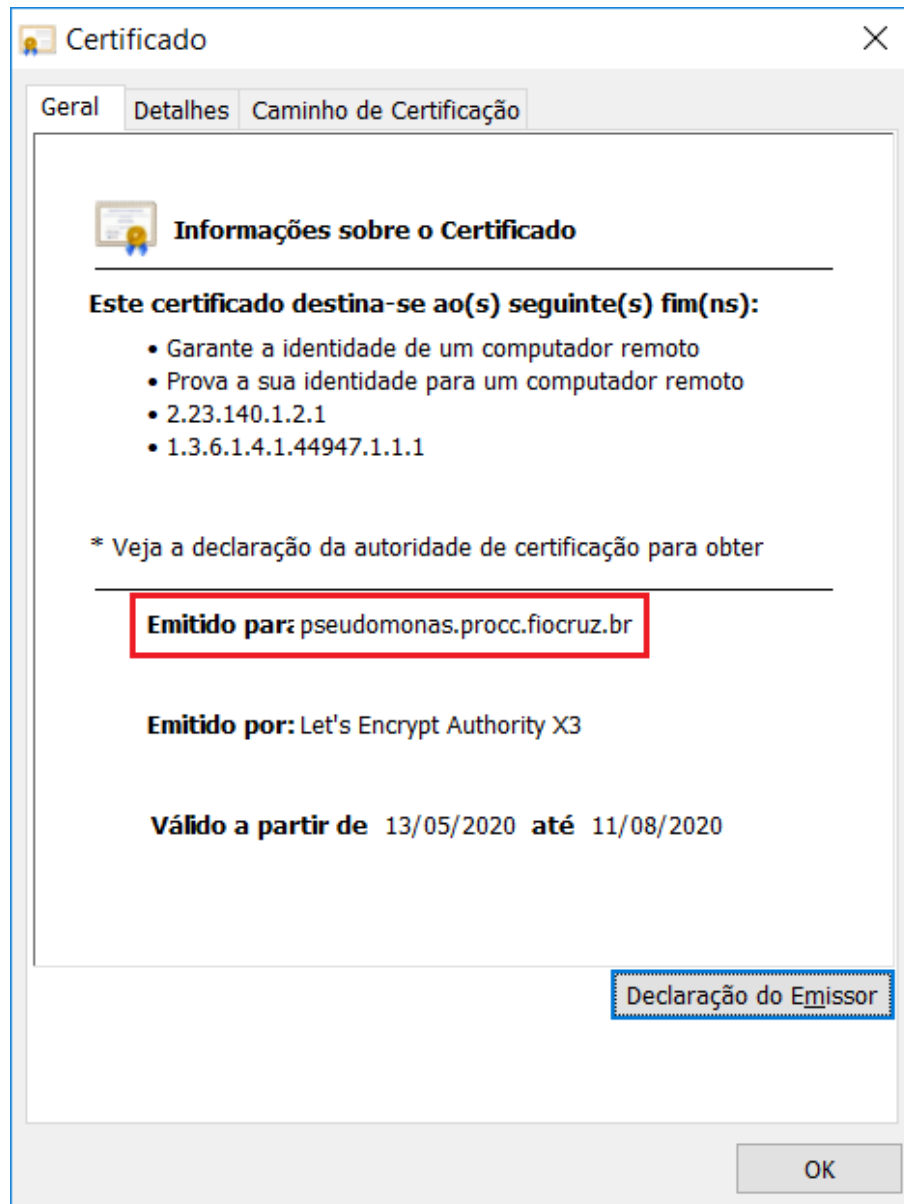 Certificado
Geral Detalhes Caminho de Certificação
Informações sobre o Certificado
Este certificado destina-se ao(s) seguinte(s) fim(ns):
• Garante a identidade de um computador remoto
• Prova a sua identidade para um computador remoto
• 2.23.140.1.2.1
• 1.3.6.1.4.1.44947.1.1.1
* Veja a declaração da autoridade de certificação para obter
Emitido para pseudomonas.procc.fiocruz.br
Emitido por: Let's Encrypt Authority X3
Válido a partir de 13/05/2020 até 11/08/2020
Declaração do Emissor
OK